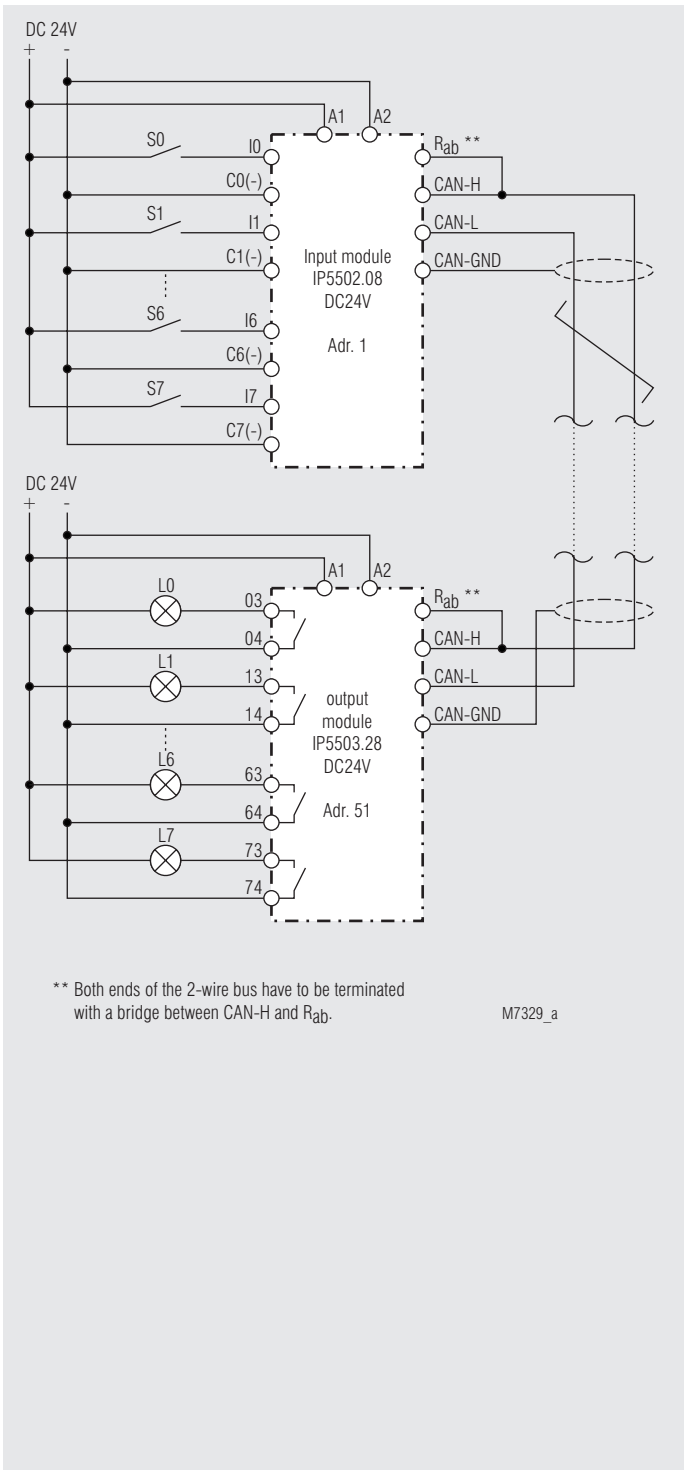 DC 24V
+ -
A1 A2
S0 I0 Rab **
C0(-) CAN-H
S1 I1 CAN-L
C1(-) CAN-GND
Input module
IP5502.08
DC24V
S6 I6
Adr. 1
C6(-)
S7 I7
C7(-)
DC 24V
+ -
A1 A2
L0 03 Rab **
04 CAN-H
L1 13 CAN-L
14 CAN-GND
output
module
IP5503.28
DC24V
L6 63
64 Adr. 51
L7 73
74
** Both ends of the 2-wire bus have to be terminated
with a bridge between CAN-H and Rab.
M7329_a